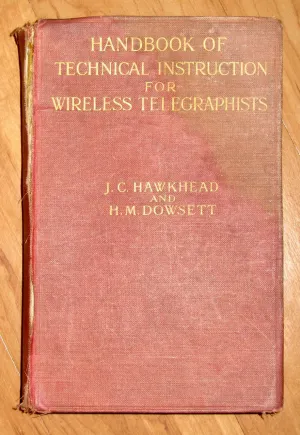 HANDBOOK OF
TECHNICAL INSTRUCTION
FOR
WIRELESS TELEGRAPHISTS
J. C. HAWKHEAD
AND
H. M. DOWSETT